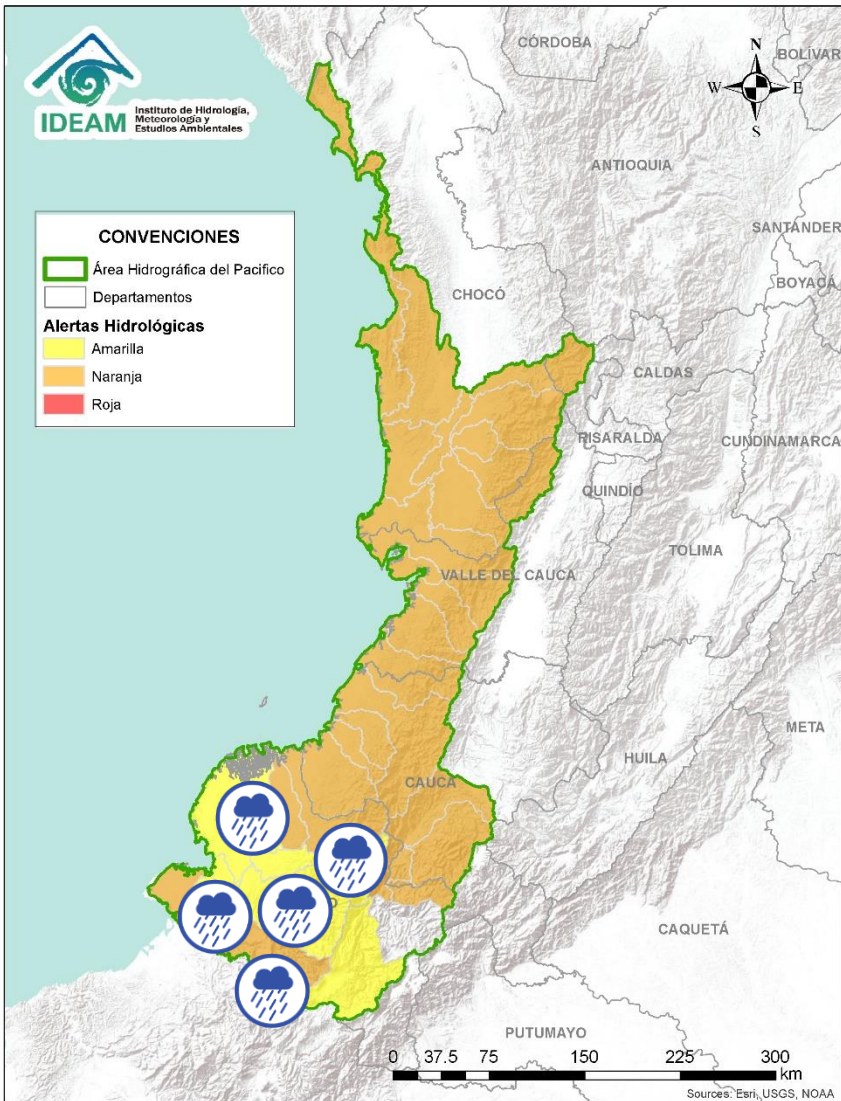 IDEAM
Instituto de Hidrología,
Meteorología y
Estudios Ambientales
N
W
E
S
CÓRDOBA
BOLÍVAR
ANTIOQUIA
SANTANDER
BOYACÁ
CHOCÓ
CONVENCIONES
Área Hidrográfica del Pacifico
Departamentos
Alertas Hidrológicas
Amarilla
Naranja
Roja
CALDAS
RISARALDA
CUNDINAMARCA
QUINDÍO
TOLIMA
VALLE DEL CAUCA
META
HUILA
CAUCA
CAQUETÁ
PUTUMAYO
0 37.5 75 150 225 300
km
Sources: Esri, USGS, NOAA